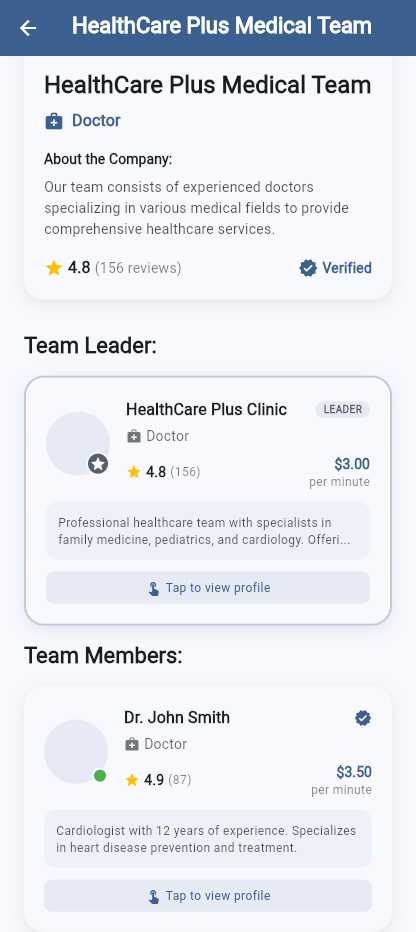 HealthCare Plus Medical Team
HealthCare Plus Medical Team
Doctor
About the Company:
Our team consists of experienced doctors
specializing in various medical fields to provide
comprehensive healthcare services.
4.8 (156 reviews)
Verified
Team Leader:
HealthCare Plus Clinic
LEADER
Doctor
4.8 (156)
$3.00
per minute
Professional healthcare team with specialists in
family medicine, pediatrics, and cardiology. Offeri...
Tap to view profile
Team Members:
Dr. John Smith
Doctor
4.9 (87)
$3.50
per minute
Cardiologist with 12 years of experience. Specializes
in heart disease prevention and treatment.
Tap to view profile